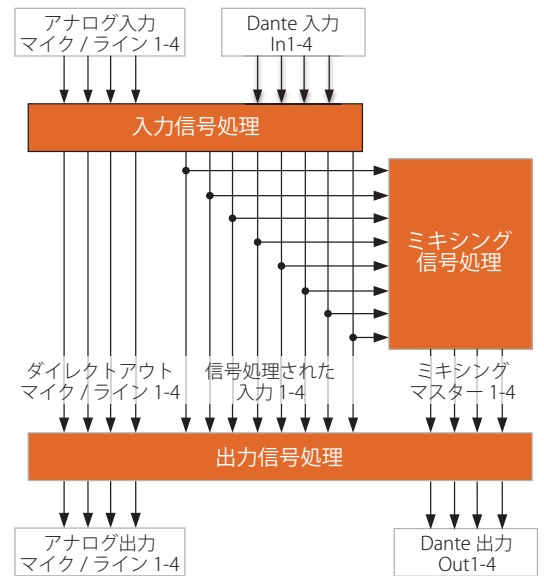 アナログ入力
マイク / ライン 1-4
Dante 入力
In1-4
入力信号処理
ミキシング
信号処理
ダイレクトアウト
マイク / ライン 1-4
信号処理された
入力 1-4
ミキシング
マスター 1-4
出力信号処理
アナログ出力
マイク / ライン 1-4
Dante 出力
Out1-4